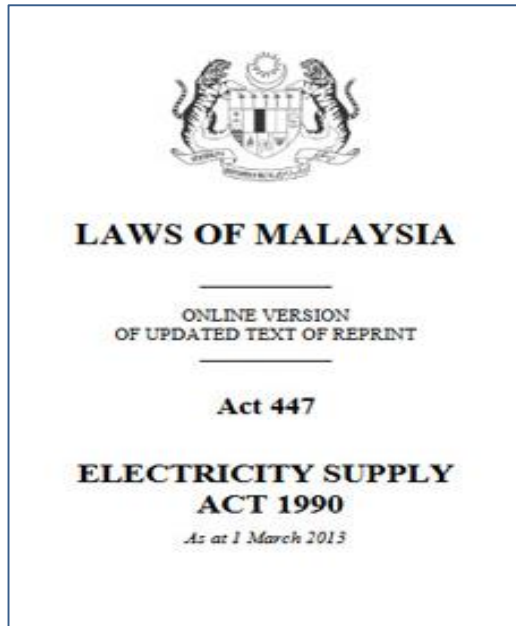 LAWS OF MALAYSIA
ONLINE VERSION
OF UPDATED TEXT OF REPRINT
Act 447
ELECTRICITY SUPPLY
ACT 1990
As at 1 March 2013